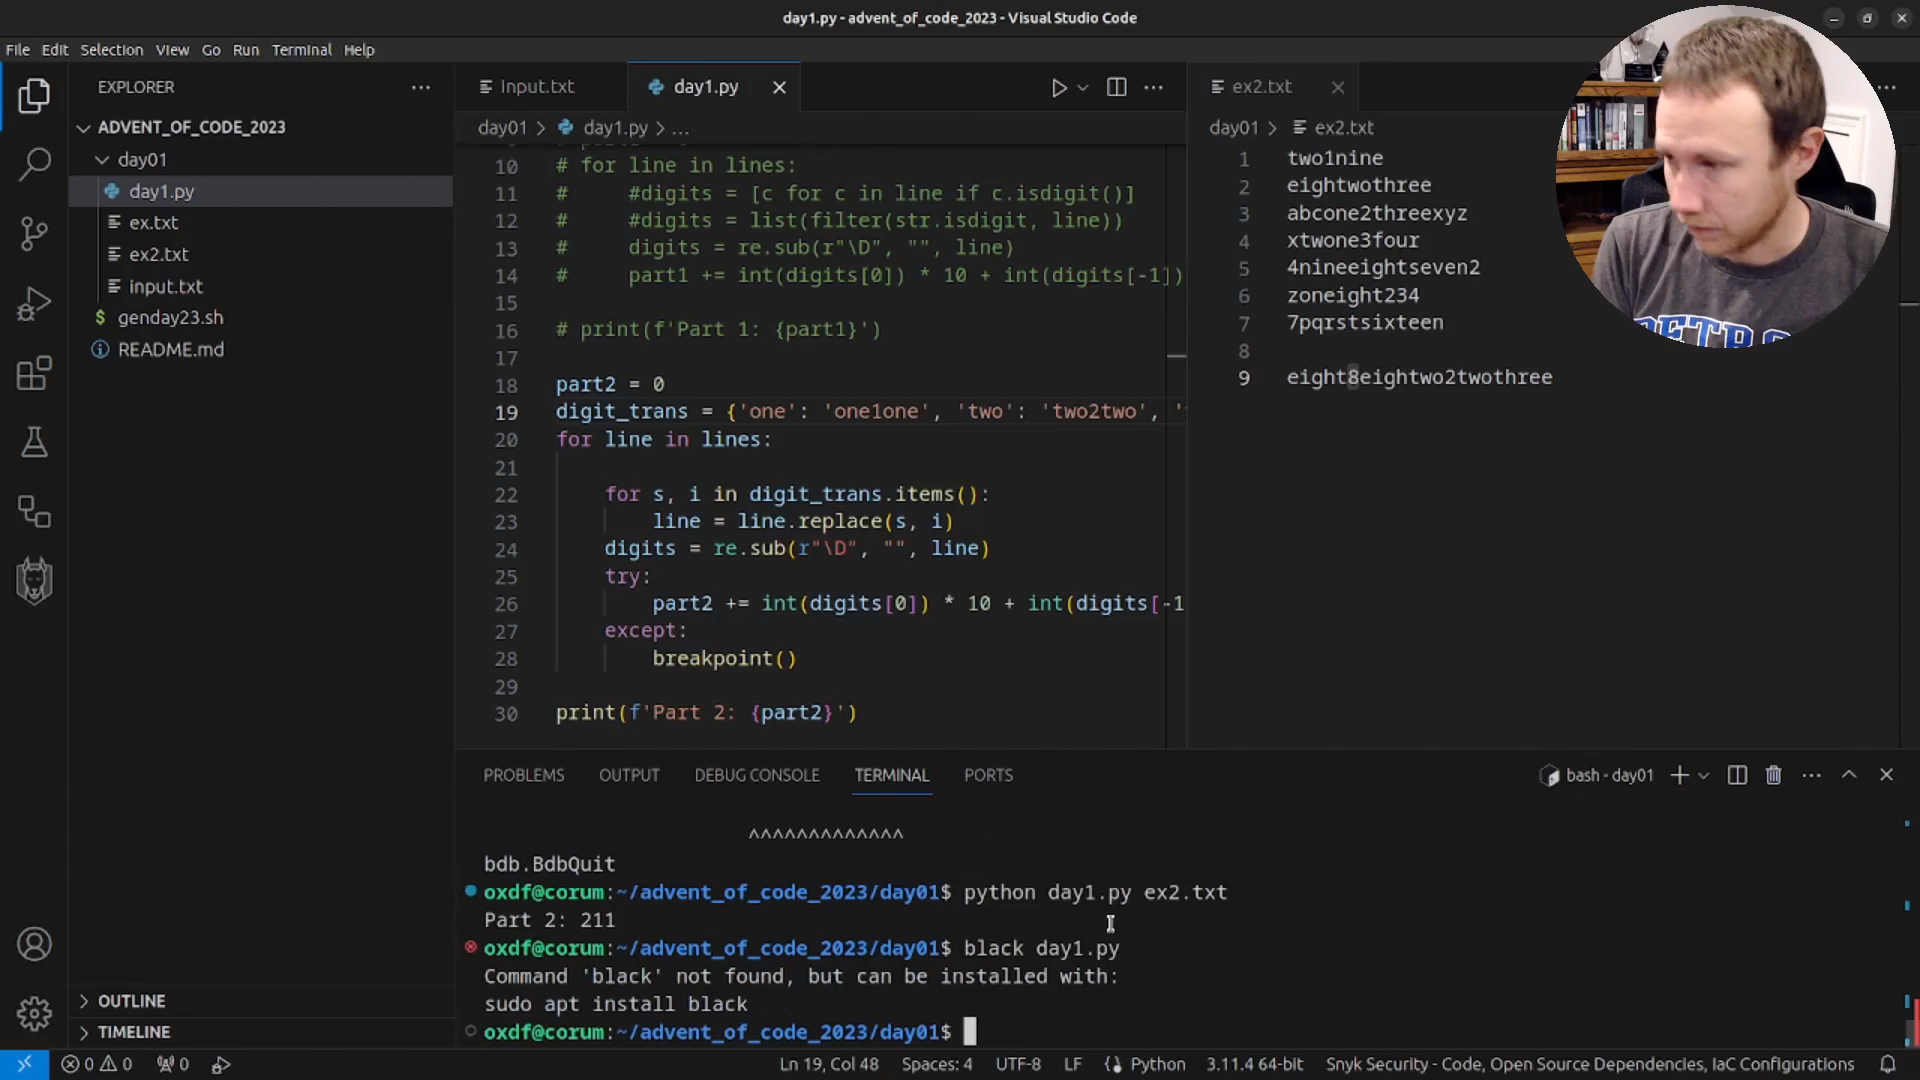 day1.py - advent_of_code_2023 - Visual Studio Code
File Edit Selection View Go Run Terminal Help
EXPLORER
ADVENT_OF_CODE_2023
day01
day1.py
ex.txt
ex2.txt
input.txt
genday23.sh
README.md
OUTLINE
TIMELINE
Input.txt
day1.py
day01 > day1.py > ...
10 # for line in lines:
11 #     #digits = [c for c in line if c.isdigit()]
12 #     #digits = list(filter(str.isdigit, line))
13 #     digits = re.sub(r"\D", "", line)
14 #     part1 += int(digits[0]) * 10 + int(digits[-1])
15
16 # print(f'Part 1: {part1}')
17
18 part2 = 0
19 digit_trans = {'one': 'one1one', 'two': 'two2two', '
20 for line in lines:
21
22     for s, i in digit_trans.items():
23         line = line.replace(s, i)
24     digits = re.sub(r"\D", "", line)
25     try:
26         part2 += int(digits[0]) * 10 + int(digits[-1
27     except:
28         breakpoint()
29
30 print(f'Part 2: {part2}')
ex2.txt
day01 > ex2.txt
1 two1nine
2 eightwothree
3 abcone2threexyz
4 xtwone3four
5 4nineeightseven2
6 zoneight234
7 7pqrstsixteen
8
9 eight8eightwo2twothree
PROBLEMS OUTPUT DEBUG CONSOLE TERMINAL PORTS
bash - day01
^^^^^^^^^^^^^
bdb.BdbQuit
oxdf@corum:~/advent_of_code_2023/day01$ python day1.py ex2.txt
Part 2: 211
oxdf@corum:~/advent_of_code_2023/day01$ black day1.py
Command 'black' not found, but can be installed with:
sudo apt install black
oxdf@corum:~/advent_of_code_2023/day01$
0 0 0 Ln 19, Col 48 Spaces: 4 UTF-8 LF Python 3.11.4 64-bit Snyk Security - Code, Open Source Dependencies, IaC Configurations